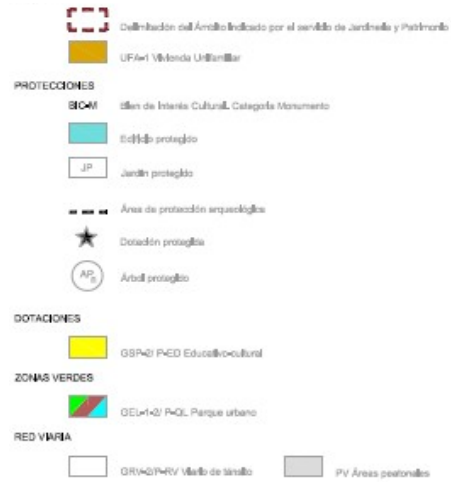 Delimitación del Ámbito Indicado por el servicio de Jardinería y Patrimonio
UFA-1 Vivienda Unifamiliar
PROTECCIONES
BIC-M Bien de Interés Cultural. Categoría Monumento
Edificio protegido
JP Jardín protegido
Área de protección arqueológica
Dotación protegida
AP Árbol protegido
DOTACIONES
GSP-2/ P-ED Educativo-cultural
ZONAS VERDES
GEL-1-2/ P-QL Parque urbano
RED VIARIA
GRV-2/P-RV Viario de tránsito PV Áreas peatonales